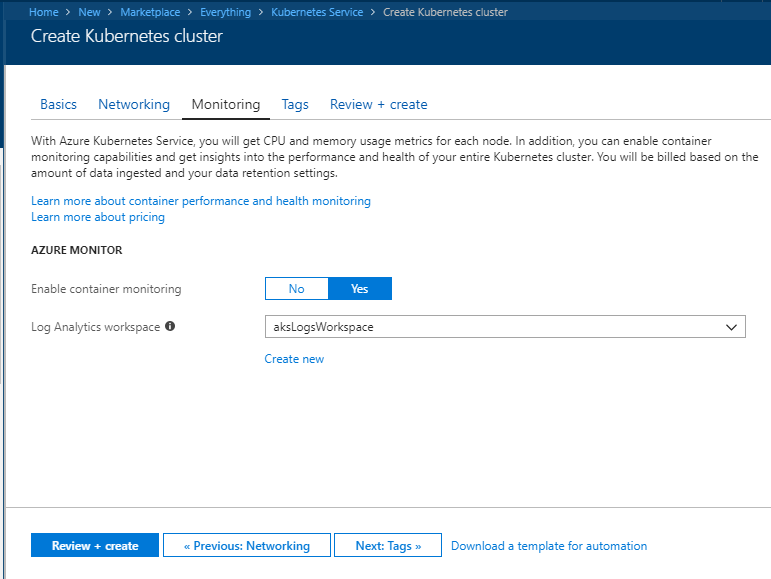 Home > New > Marketplace > Everything > Kubernetes Service > Create Kubernetes cluster
Create Kubernetes cluster
Basics Networking Monitoring Tags Review + create
With Azure Kubernetes Service, you will get CPU and memory usage metrics for each node. In addition, you can enable container
monitoring capabilities and get insights into the performance and health of your entire Kubernetes cluster. You will be billed based on the
amount of data ingested and your data retention settings.
Learn more about container performance and health monitoring
Learn more about pricing
AZURE MONITOR
Enable container monitoring No Yes
Log Analytics workspace aksLogsWorkspace
Create new
Review + create « Previous: Networking Next: Tags » Download a template for automation